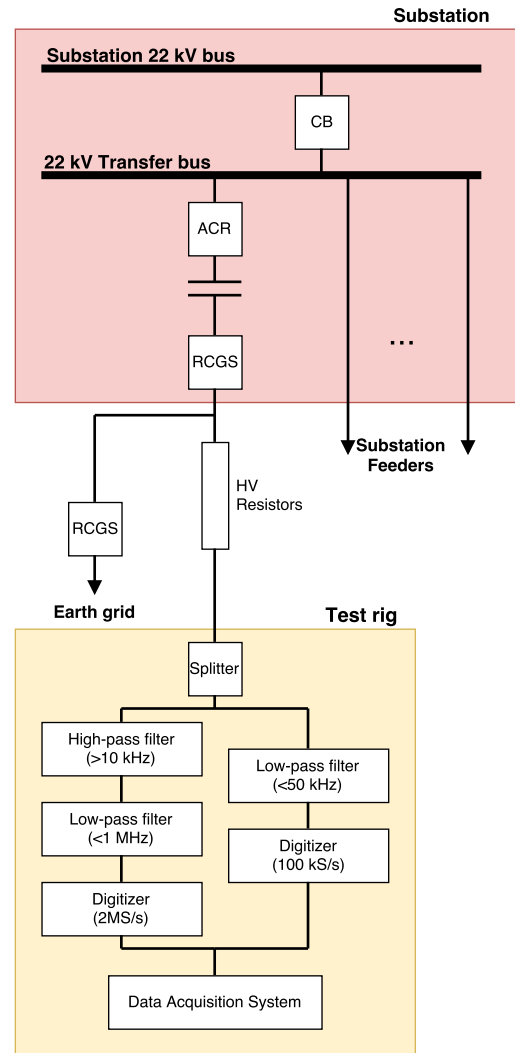 Substation
Substation 22 kV bus
CB
22 kV Transfer bus
ACR
...
RCGS
Substation
Feeders
HV
Resistors
RCGS
Earth grid
Test rig
Splitter
High-pass filter
(>10 kHz)
Low-pass filter
(<50 kHz)
Low-pass filter
(<1 MHz)
Digitizer
(100 kS/s)
Digitizer
(2MS/s)
Data Acquisition System